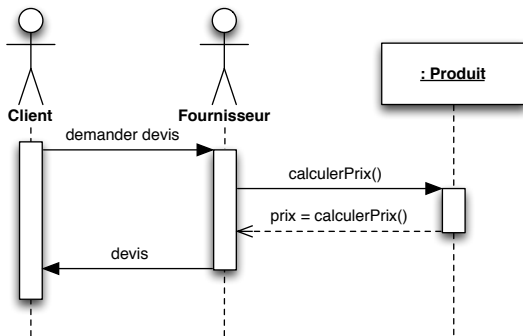 : Produit
Client
Fournisseur
demander devis
calculerPrix()
prix = calculerPrix()
devis